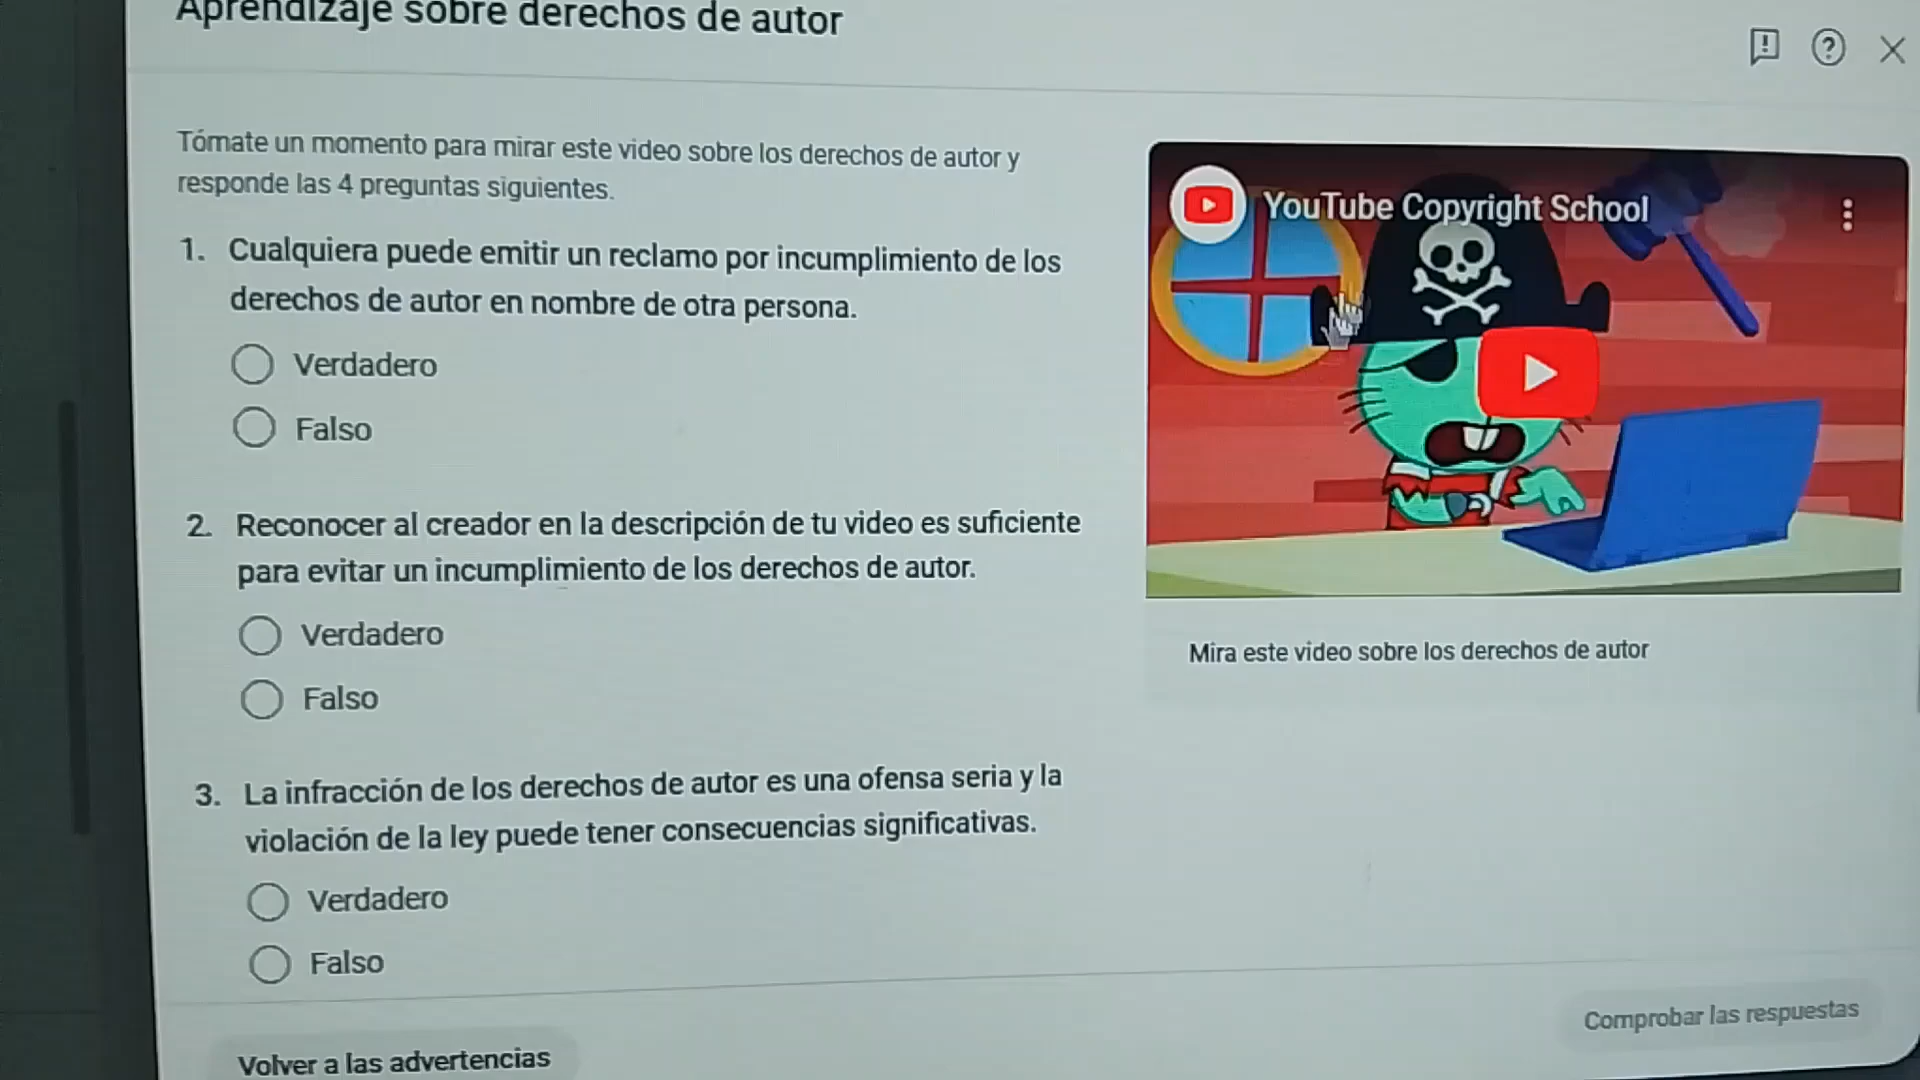 Aprendizaje sobre derechos de autor
Tómate un momento para mirar este video sobre los derechos de autor y
responde las 4 preguntas siguientes.
1. Cualquiera puede emitir un reclamo por incumplimiento de los
derechos de autor en nombre de otra persona.
Verdadero
Falso
2. Reconocer al creador en la descripción de tu video es suficiente
para evitar un incumplimiento de los derechos de autor.
Verdadero
Falso
3. La infracción de los derechos de autor es una ofensa seria y la
violación de la ley puede tener consecuencias significativas.
Verdadero
Falso
YouTube Copyright School
Mira este video sobre los derechos de autor
Volver a las advertencias
Comprobar las respuestas